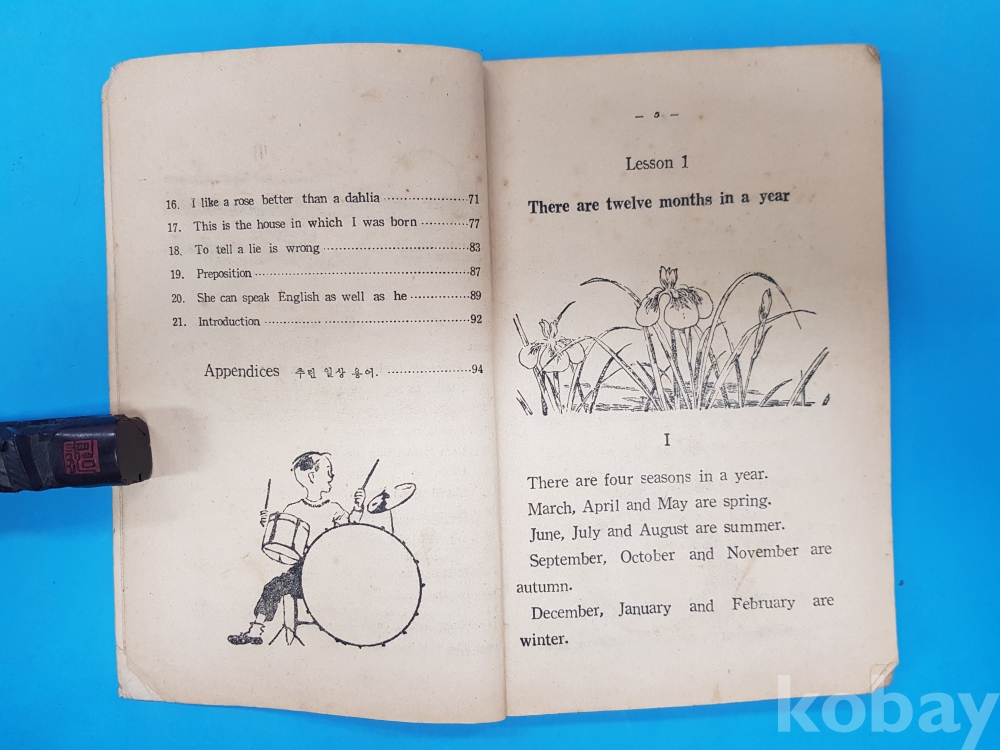 16. I like a rose better than a dahlia ····················71
17. This is the house in which I was born ············77
18. To tell a lie is wrong ·····································83
19. Preposition ·····················································87
20. She can speak English as well as he ···············89
21. Introduction ···················································92
Appendices 추린 일상 용어. ·····················94
— 5 —
Lesson 1
There are twelve months in a year
I
There are four seasons in a year.
March, April and May are spring.
June, July and August are summer.
September, October and November are
autumn.
December, January and February are
winter.
kobay